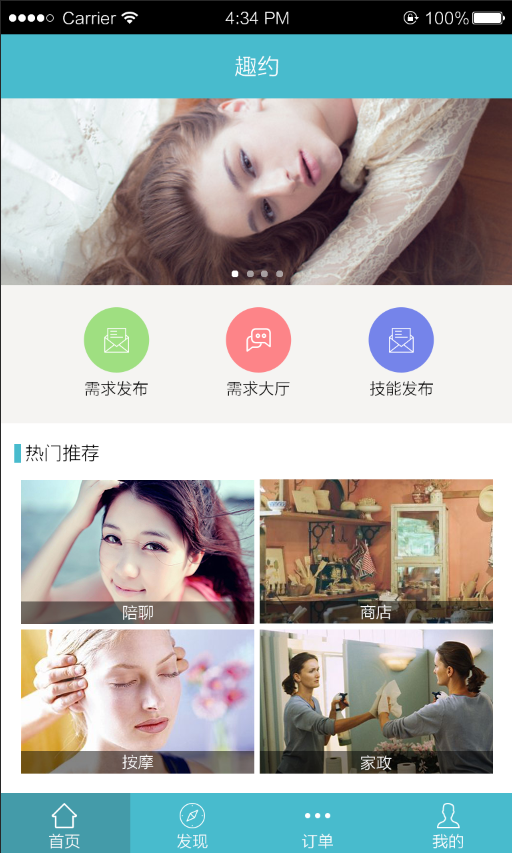 Carrier 4:34 PM 100%
趣约
需求发布 需求大厅 技能发布
热门推荐
陪聊 商店
按摩 家政
首页 发现 订单 我的